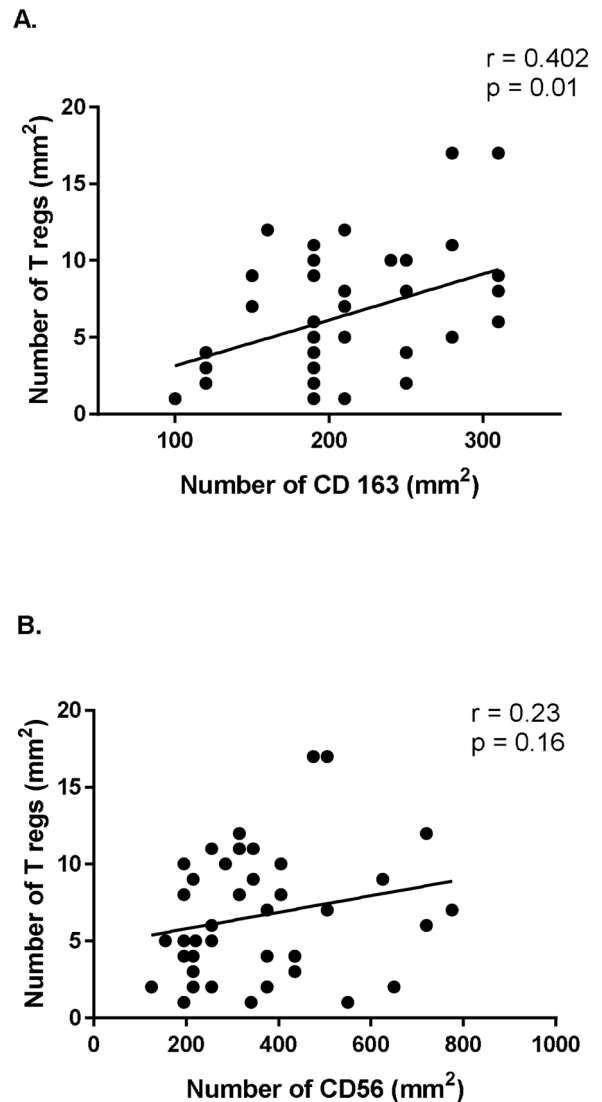 A.
r = 0.402
p = 0.01
20
15
10
5
0
Number of T regs (mm²)
100 200 300
Number of CD 163 (mm²)
B.
r = 0.23
p = 0.16
20
15
10
5
0
Number of T regs (mm²)
0 200 400 600 800 1000
Number of CD56 (mm²)